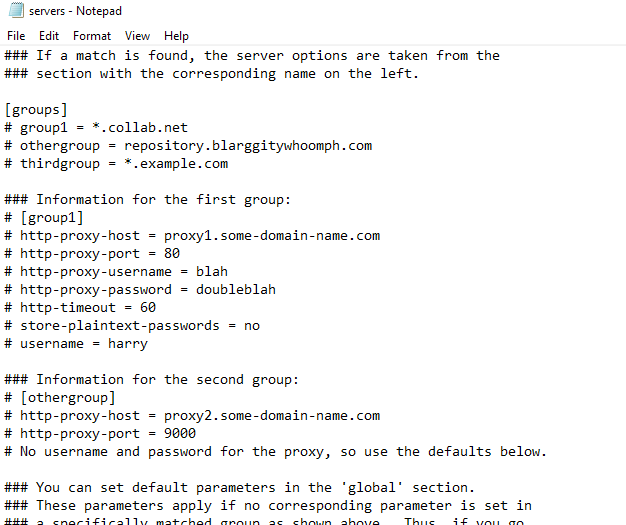 servers - Notepad
File Edit Format View Help
### If a match is found, the server options are taken from the
### section with the corresponding name on the left.
[groups]
# group1 = *.collab.net
# othergroup = repository.blarggitywhoomph.com
# thirdgroup = *.example.com
### Information for the first group:
# [group1]
# http-proxy-host = proxy1.some-domain-name.com
# http-proxy-port = 80
# http-proxy-username = blah
# http-proxy-password = doubleblah
# http-timeout = 60
# store-plaintext-passwords = no
# username = harry
### Information for the second group:
# [othergroup]
# http-proxy-host = proxy2.some-domain-name.com
# http-proxy-port = 9000
# No username and password for the proxy, so use the defaults below.
### You can set default parameters in the 'global' section.
### These parameters apply if no corresponding parameter is set in
### a specifically matched group as shown above. Thus, if you go